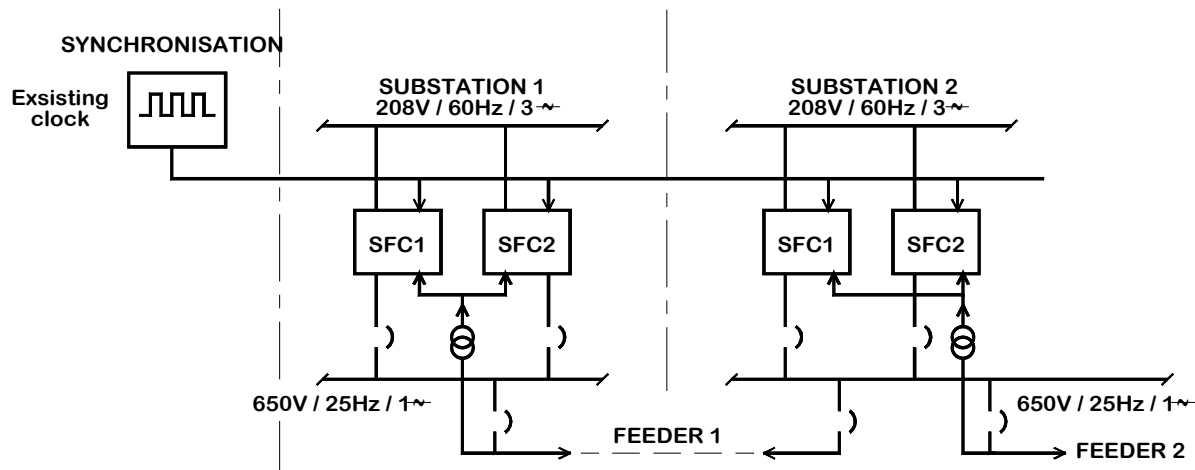 SYNCHRONISATION
Exsisting
clock
SUBSTATION 1
208V / 60Hz / 3~
SUBSTATION 2
208V / 60Hz / 3~
SFC1
SFC2
SFC1
SFC2
650V / 25Hz / 1~
650V / 25Hz / 1~
FEEDER 1
FEEDER 2